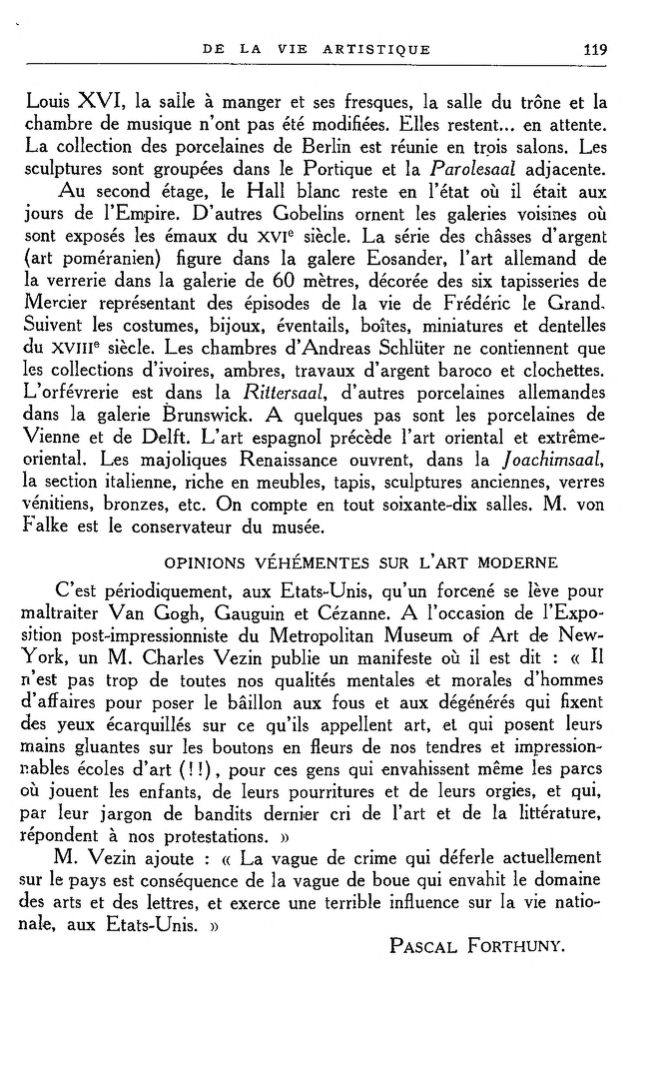 DE LA VIE ARTISTIQUE 119
Louis XVI, la salle à manger et ses fresques, la salle du trône et la
chambre de musique n'ont pas été modifiées. Elles restent... en attente.
La collection des porcelaines de Berlin est réunie en trois salons. Les
sculptures sont groupées dans le Portique et la Parolesaal adjacente.
Au second étage, le Hall blanc reste en l'état où il était aux
jours de l'Empire. D'autres Gobelins ornent les galeries voisines où
sont exposés les émaux du XVIe siècle. La série des châsses d'argent
(art poméranien) figure dans la galere Eosander, l'art allemand de
la verrerie dans la galerie de 60 mètres, décorée des six tapisseries de
Mercier représentant des épisodes de la vie de Frédéric le Grand.
Suivent les costumes, bijoux, éventails, boîtes, miniatures et dentelles
du XVIIIe siècle. Les chambres d'Andreas Schlüter ne contiennent que
les collections d'ivoires, ambres, travaux d'argent baroco et clochettes.
L'orfévrerie est dans la Rittersaal, d'autres porcelaines allemandes
dans la galerie Brunswick. A quelques pas sont les porcelaines de
Vienne et de Delft. L'art espagnol précède l'art oriental et extrême-
oriental. Les majoliques Renaissance ouvrent, dans la Joachimsaal,
la section italienne, riche en meubles, tapis, sculptures anciennes, verres
vénitiens, bronzes, etc. On compte en tout soixante-dix salles. M. von
Falke est le conservateur du musée.
OPINIONS VÉHÉMENTES SUR L'ART MODERNE
C'est périodiquement, aux Etats-Unis, qu'un forcené se lève pour
maltraiter Van Gogh, Gauguin et Cézanne. A l'occasion de l'Expo-
sition post-impressionniste du Metropolitan Museum of Art de New-
York, un M. Charles Vezin publie un manifeste où il est dit : « Il
n'est pas trop de toutes nos qualités mentales et morales d'hommes
d'affaires pour poser le bâillon aux fous et aux dégénérés qui fixent
des yeux écarquillés sur ce qu'ils appellent art, et qui posent leurs
mains gluantes sur les boutons en fleurs de nos tendres et impression-
nables écoles d'art (!!), pour ces gens qui envahissent même les parcs
où jouent les enfants, de leurs pourritures et de leurs orgies, et qui,
par leur jargon de bandits dernier cri de l'art et de la littérature,
répondent à nos protestations. »
M. Vezin ajoute : « La vague de crime qui déferle actuellement
sur le pays est conséquence de la vague de boue qui envahit le domaine
des arts et des lettres, et exerce une terrible influence sur la vie natio-
nale, aux Etats-Unis. »
PASCAL FORTHUNY.